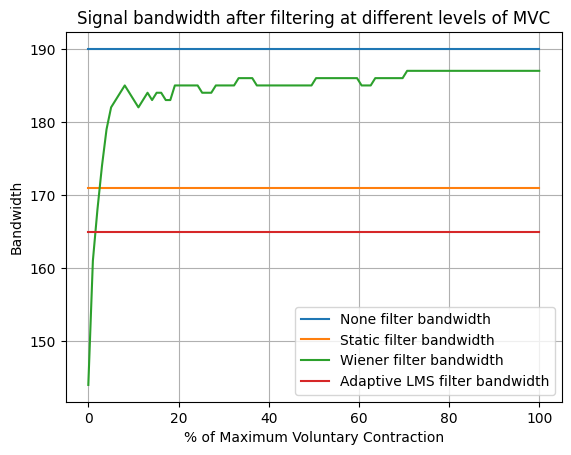 Signal bandwidth after filtering at different levels of MVC
190
180
170
160
150
Bandwidth
None filter bandwidth
Static filter bandwidth
Wiener filter bandwidth
Adaptive LMS filter bandwidth
0 20 40 60 80 100
% of Maximum Voluntary Contraction